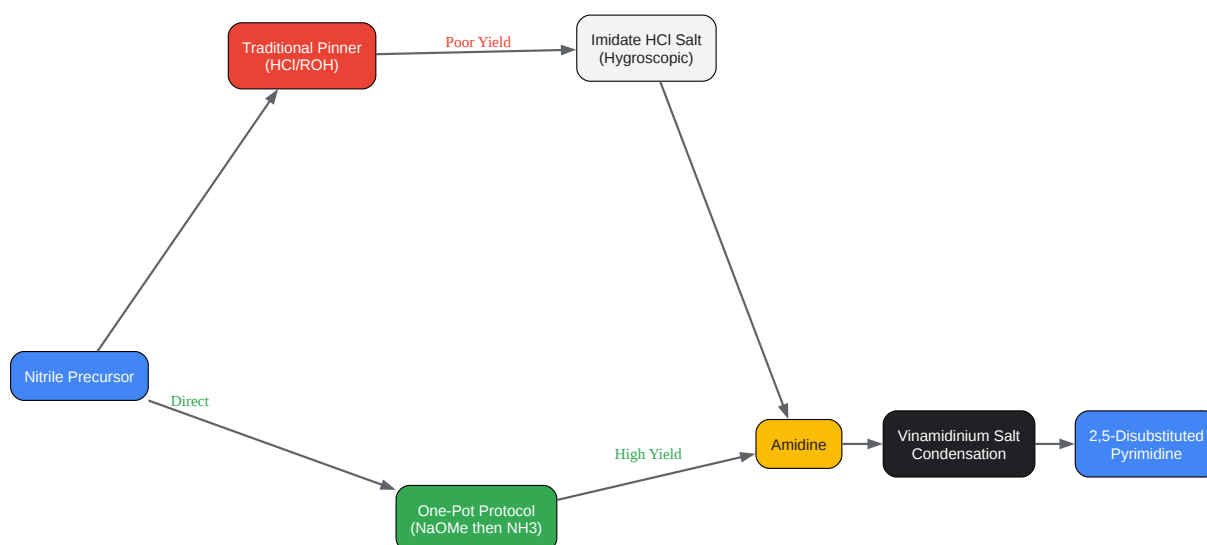 Traditional Pinner
(HCl/ROH)
Poor Yield
Imidate HCl Salt
(Hygroscopic)
Nitrile Precursor
Direct
One-Pot Protocol
(NaOMe then NH3)
High Yield
Amidine
Vinamidinium Salt
Condensation
2,5-Disubstituted
Pyrimidine